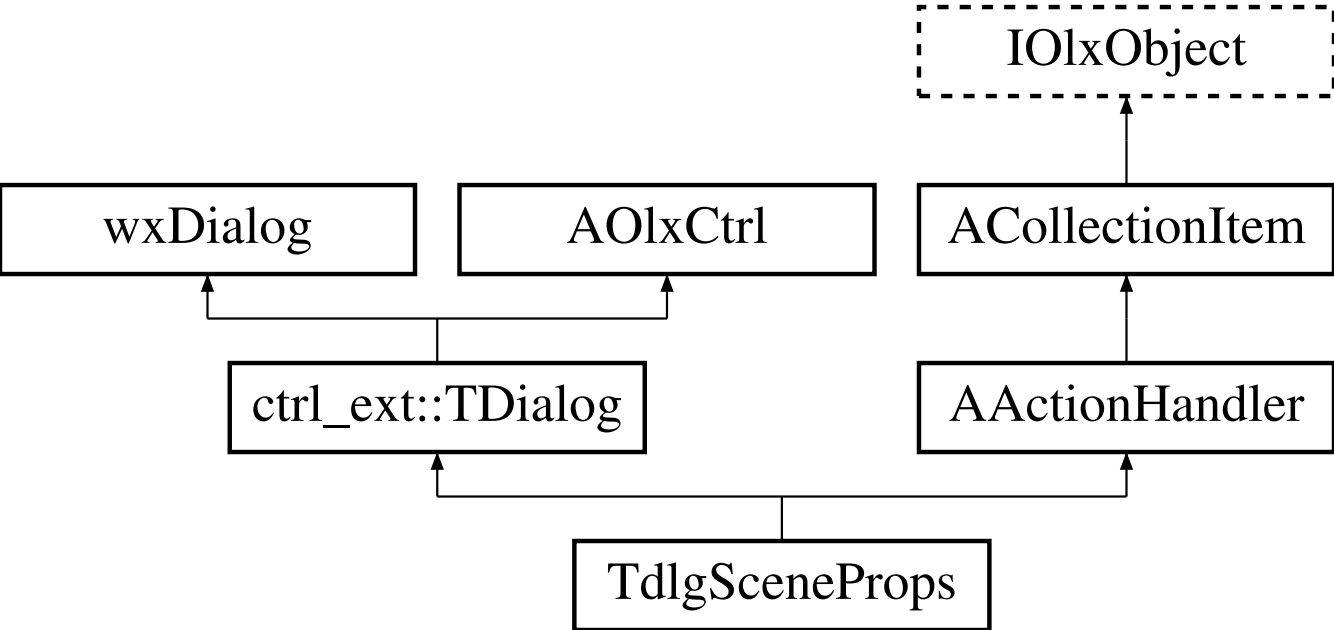 IOlxObject
wxDialog
AOlxCtrl
ACollectionItem
ctrl_ext::TDialog
AActionHandler
TdlgSceneProps